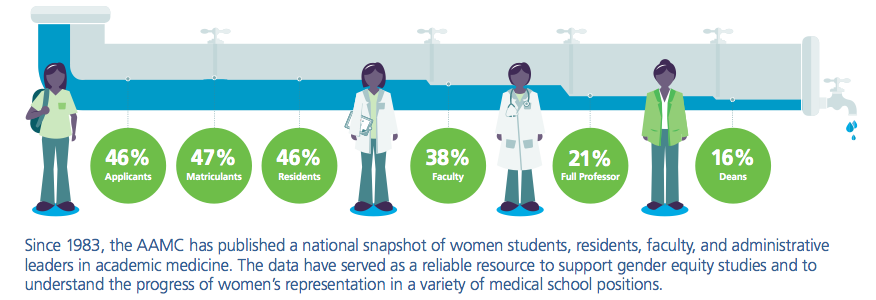 46%
Applicants
47%
Matriculants
46%
Residents
38%
Faculty
21%
Full Professor
16%
Deans
Since 1983, the AAMC has published a national snapshot of women students, residents, faculty, and administrative
leaders in academic medicine. The data have served as a reliable resource to support gender equity studies and to
understand the progress of women’s representation in a variety of medical school positions.